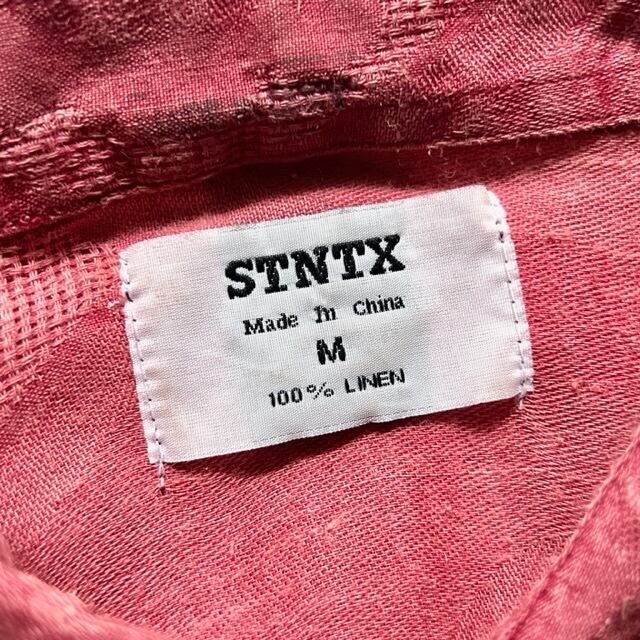 STNTX
Made In China
M
100% LINEN